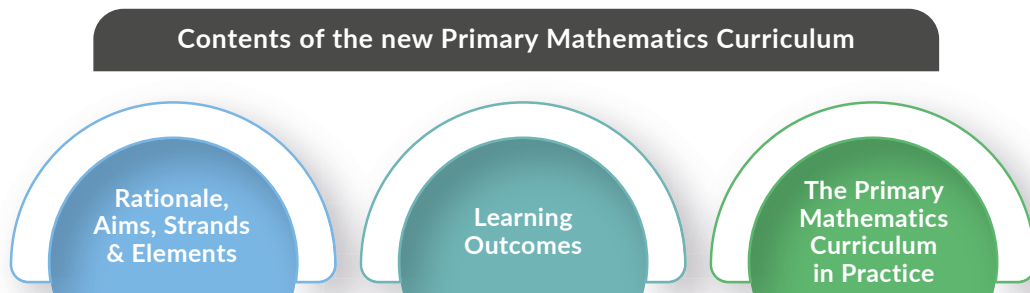 Contents of the new Primary Mathematics Curriculum
Rationale,
Aims, Strands
& Elements
Learning
Outcomes
The Primary
Mathematics
Curriculum
in Practice